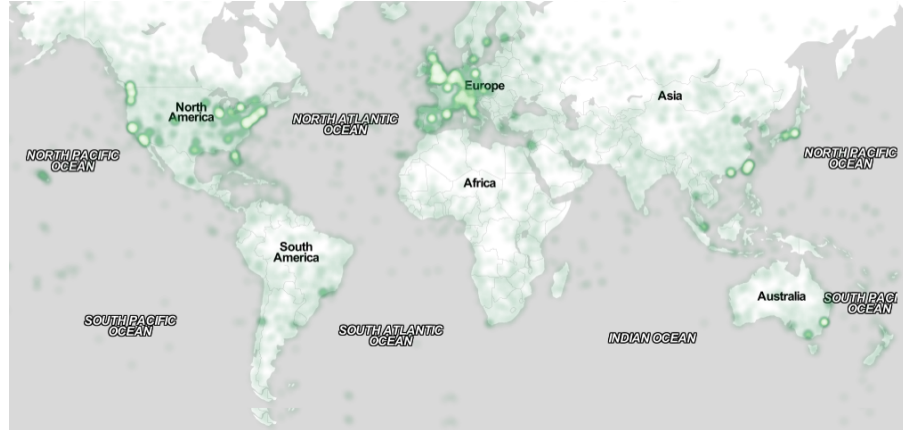 Europe
Asia
North
America
NORTH ATLANTIC
OCEAN
NORTH PACIFIC
OCEAN
NORTH PACIFIC
OCEAN
Africa
South
America
Australia
SOUTH PACI
OCEAN
SOUTH PACIFIC
OCEAN
SOUTH ATLANTIC
OCEAN
INDIAN OCEAN